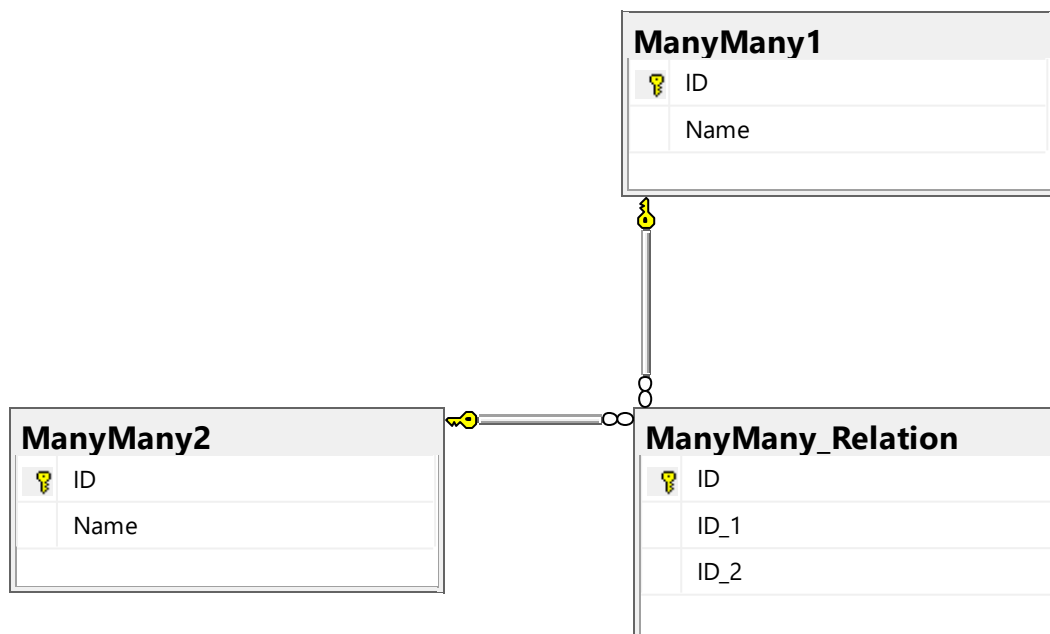 ManyMany1
ID
Name
ManyMany2
ID
Name
ManyMany_Relation
ID
ID_1
ID_2